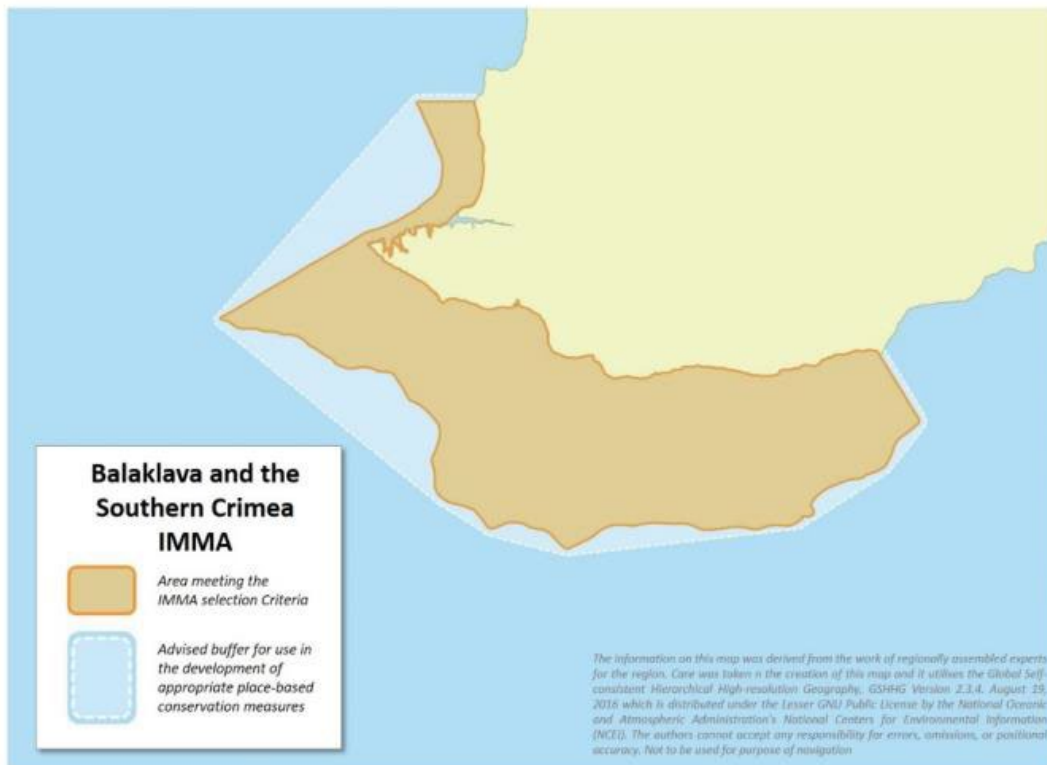 Balaklava and the
Southern Crimea
IMMA
Area meeting the
IMMA selection Criteria
Advised buffer for use in
the development of
appropriate place-based
conservation measures
The information on this map was derived from the work of regionally assembled experts
for the region. Care was taken n the creation of this map and it utilises the Global Self-
consistent Hierarchical High-resolution Geography, GSHHG Version 2.3.4. August 19,
2016 which is distributed under the Lesser GNU Public License by the National Oceanic
and Atmospheric Administration's National Centers for Environmental Information
(NCEI). The authors cannot accept any responsibility for errors, omissions, or positional
accuracy. Not to be used for purpose of navigation